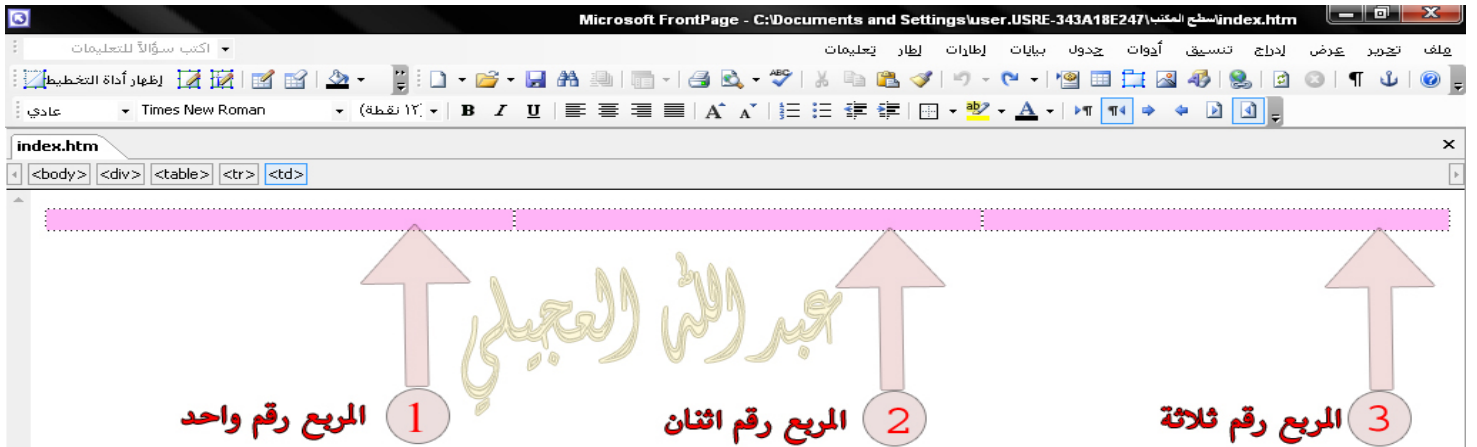 Microsoft FrontPage - C:\Documents and Settings\user.USRE-343A18E247\سطح المكتب\index.htm
ملف تحرير عرض إدراج تنسيق أدوات جدول بيانات إطارات إطار تعليمات
اكتب سؤالاً للتعليمات
إظهار أداة التخطيط
عادي Times New Roman (١٢ نقطة) B I U
index.htm
<body> <div> <table> <tr> <td>
عبد الله العجيلي
3 المربع رقم ثلاثة
2 المربع رقم اثنان
1 المربع رقم واحد